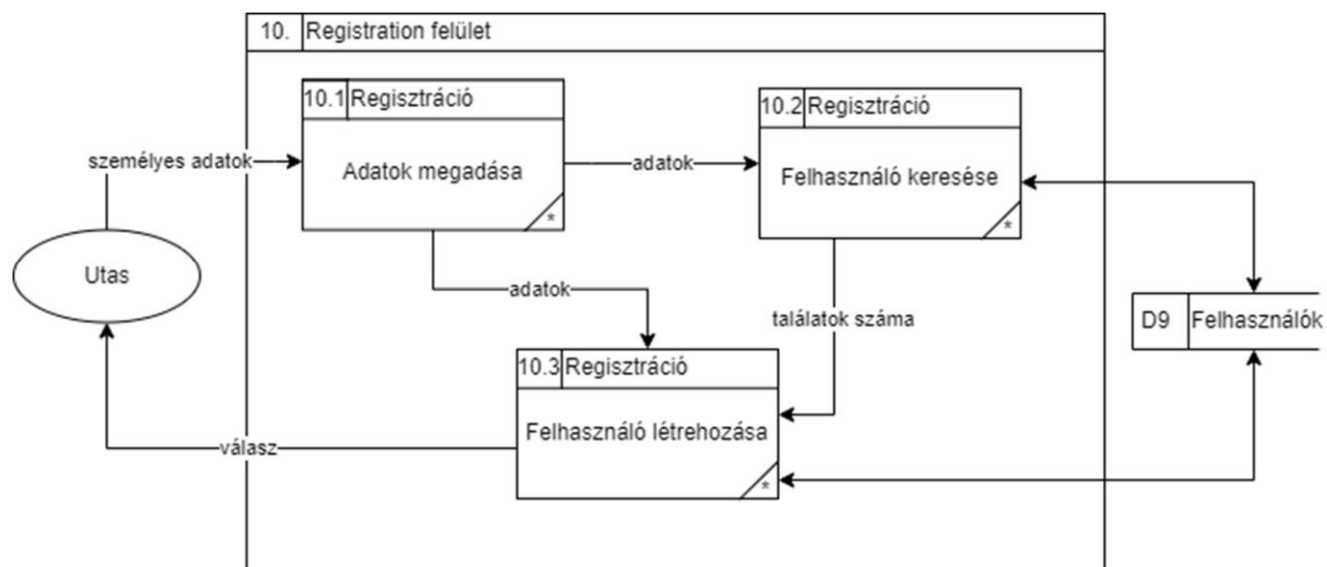 10. Registration felület
10.1 Regisztráció
10.2 Regisztráció
személyes adatok
Adatok megadása
*
adatok
Felhasználó keresése
*
Utas
adatok
találatok száma
D9 Felhasználók
10.3 Regisztráció
Felhasználó létrehozása
*
válasz